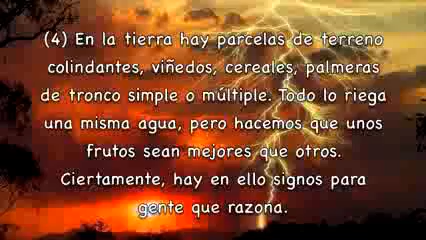 (4) En la tierra hay parcelas de terreno
colindantes, viñedos, cereales, palmeras
de tronco simple o múltiple. Todo lo riega
una misma agua, pero hacemos que unos
frutos sean mejores que otros.
Ciertamente, hay en ello signos para
gente que razona.